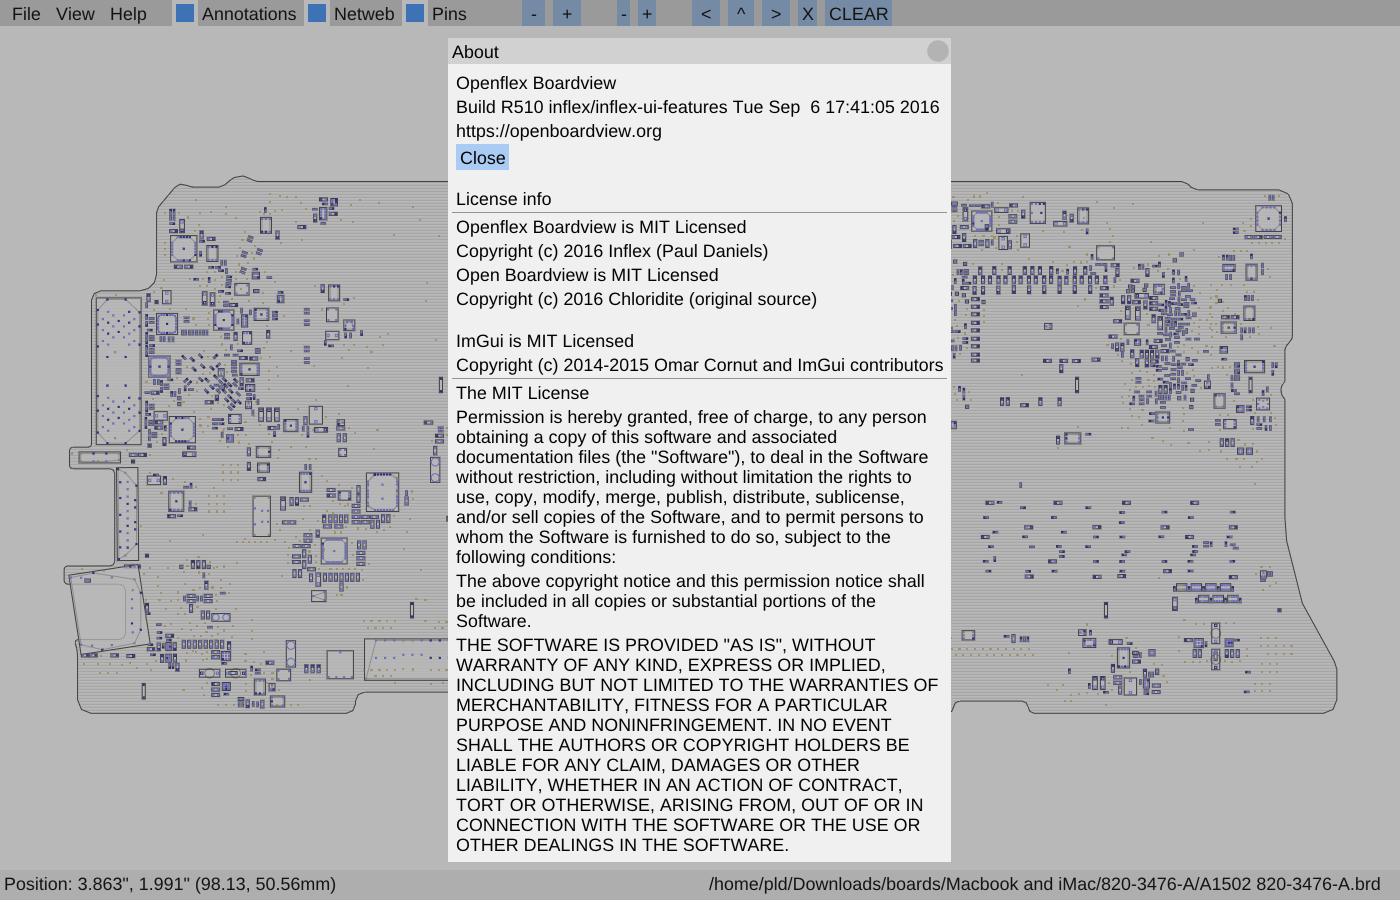 File View Help Annotations Netweb Pins - + - + < ^ > X CLEAR
About
Openflex Boardview
Build R510 inflex/inflex-ui-features Tue Sep  6 17:41:05 2016
https://openboardview.org
Close
License info
Openflex Boardview is MIT Licensed
Copyright (c) 2016 Inflex (Paul Daniels)
Open Boardview is MIT Licensed
Copyright (c) 2016 Chloridite (original source)
ImGui is MIT Licensed
Copyright (c) 2014-2015 Omar Cornut and ImGui contributors
The MIT License
Permission is hereby granted, free of charge, to any person
obtaining a copy of this software and associated
documentation files (the "Software"), to deal in the Software
without restriction, including without limitation the rights to
use, copy, modify, merge, publish, distribute, sublicense,
and/or sell copies of the Software, and to permit persons to
whom the Software is furnished to do so, subject to the
following conditions:
The above copyright notice and this permission notice shall
be included in all copies or substantial portions of the
Software.
THE SOFTWARE IS PROVIDED "AS IS", WITHOUT
WARRANTY OF ANY KIND, EXPRESS OR IMPLIED,
INCLUDING BUT NOT LIMITED TO THE WARRANTIES OF
MERCHANTABILITY, FITNESS FOR A PARTICULAR
PURPOSE AND NONINFRINGEMENT. IN NO EVENT
SHALL THE AUTHORS OR COPYRIGHT HOLDERS BE
LIABLE FOR ANY CLAIM, DAMAGES OR OTHER
LIABILITY, WHETHER IN AN ACTION OF CONTRACT,
TORT OR OTHERWISE, ARISING FROM, OUT OF OR IN
CONNECTION WITH THE SOFTWARE OR THE USE OR
OTHER DEALINGS IN THE SOFTWARE.
Position: 3.863", 1.991" (98.13, 50.56mm)
/home/pld/Downloads/boards/Macbook and iMac/820-3476-A/A1502 820-3476-A.brd